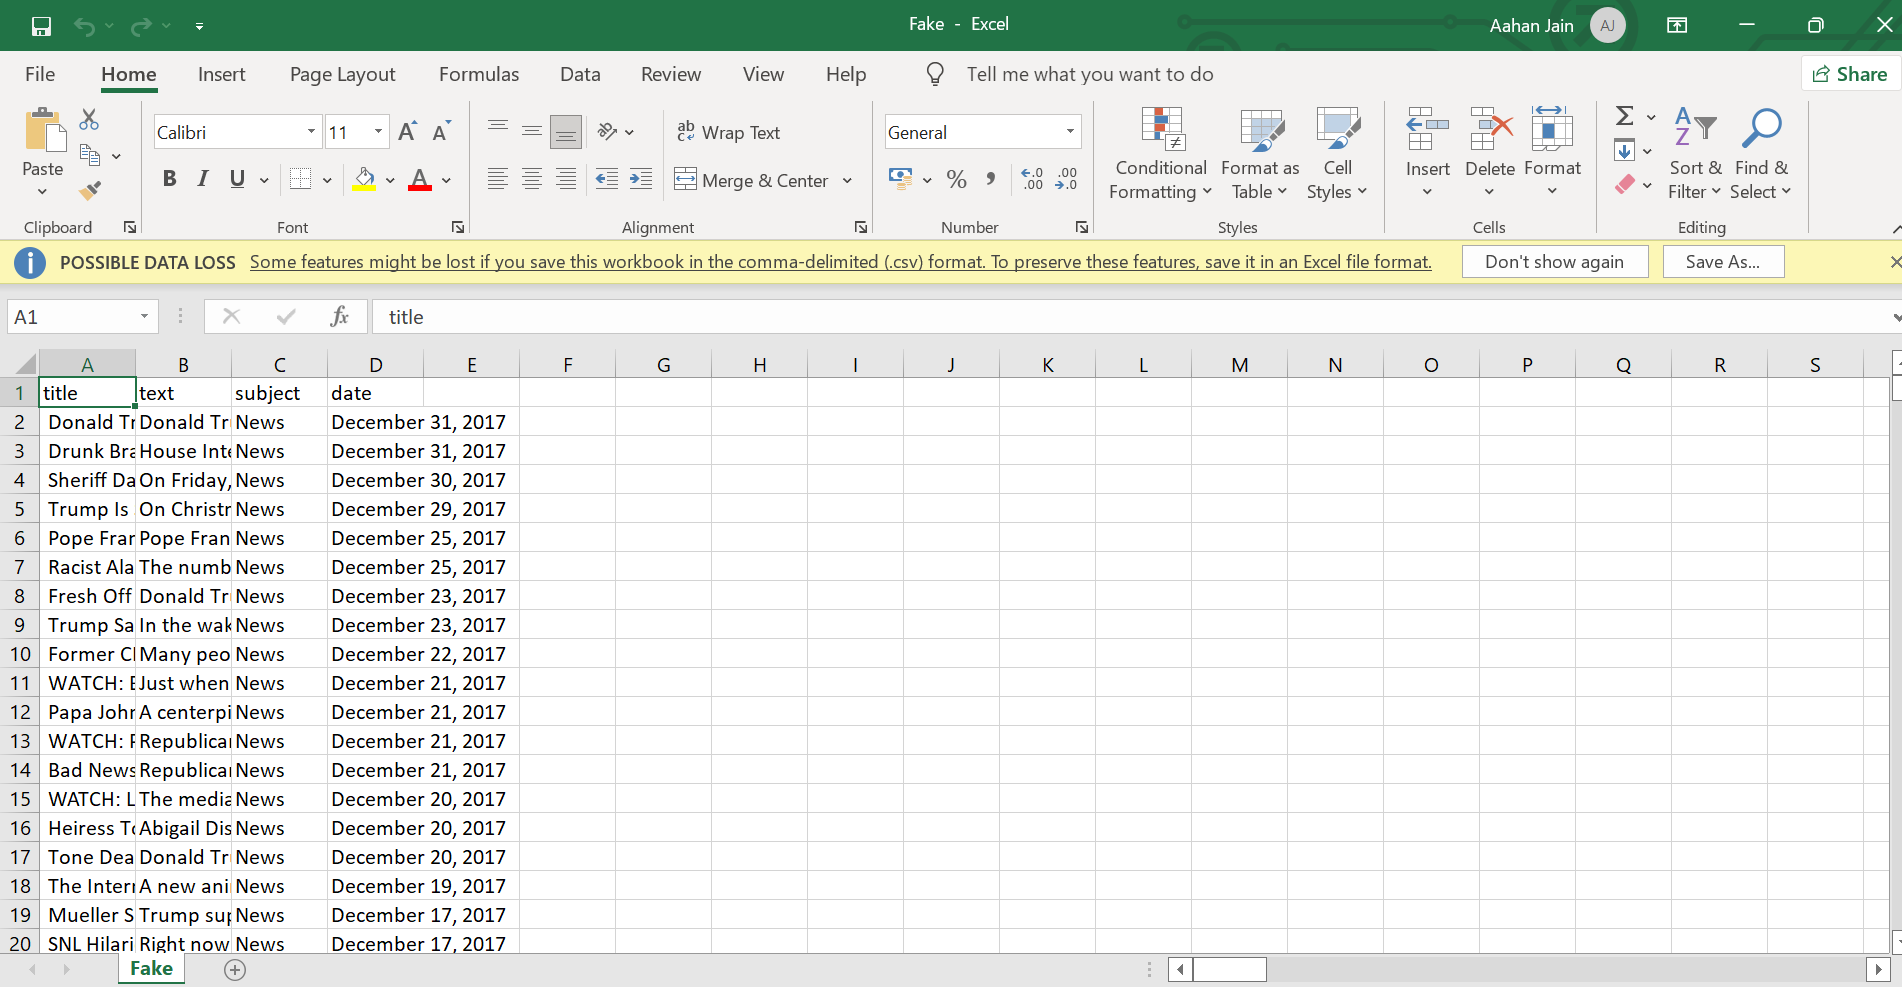 Fake - Excel
Aahan Jain AJ
File Home Insert Page Layout Formulas Data Review View Help Tell me what you want to do Share
Paste Calibri 11 ab Wrap Text General Conditional Formatting Format as Table Cell Styles Insert Delete Format Sort & Filter Find & Select
B I U Merge & Center
Clipboard Font Alignment Number Styles Cells Editing
POSSIBLE DATA LOSS Some features might be lost if you save this workbook in the comma-delimited (.csv) format. To preserve these features, save it in an Excel file format. Don't show again Save As...
A1 fx title
A B C D E F G H I J K L M N O P Q R S
1 title text subject date
2 Donald Tr Donald Tr News December 31, 2017
3 Drunk Bra House Inte News December 31, 2017
4 Sheriff Da On Friday, News December 30, 2017
5 Trump Is On Christr News December 29, 2017
6 Pope Frar Pope Fran News December 25, 2017
7 Racist Ala The numb News December 25, 2017
8 Fresh Off Donald Tr News December 23, 2017
9 Trump Sa In the wak News December 23, 2017
10 Former CI Many peo News December 22, 2017
11 WATCH: B Just when News December 21, 2017
12 Papa Johr A centerpi News December 21, 2017
13 WATCH: P Republica News December 21, 2017
14 Bad News Republica News December 21, 2017
15 WATCH: L The media News December 20, 2017
16 Heiress To Abigail Dis News December 20, 2017
17 Tone Dea Donald Tr News December 20, 2017
18 The Interr A new ani News December 19, 2017
19 Mueller S Trump sup News December 17, 2017
20 SNL Hilari Right now News December 17, 2017
Fake